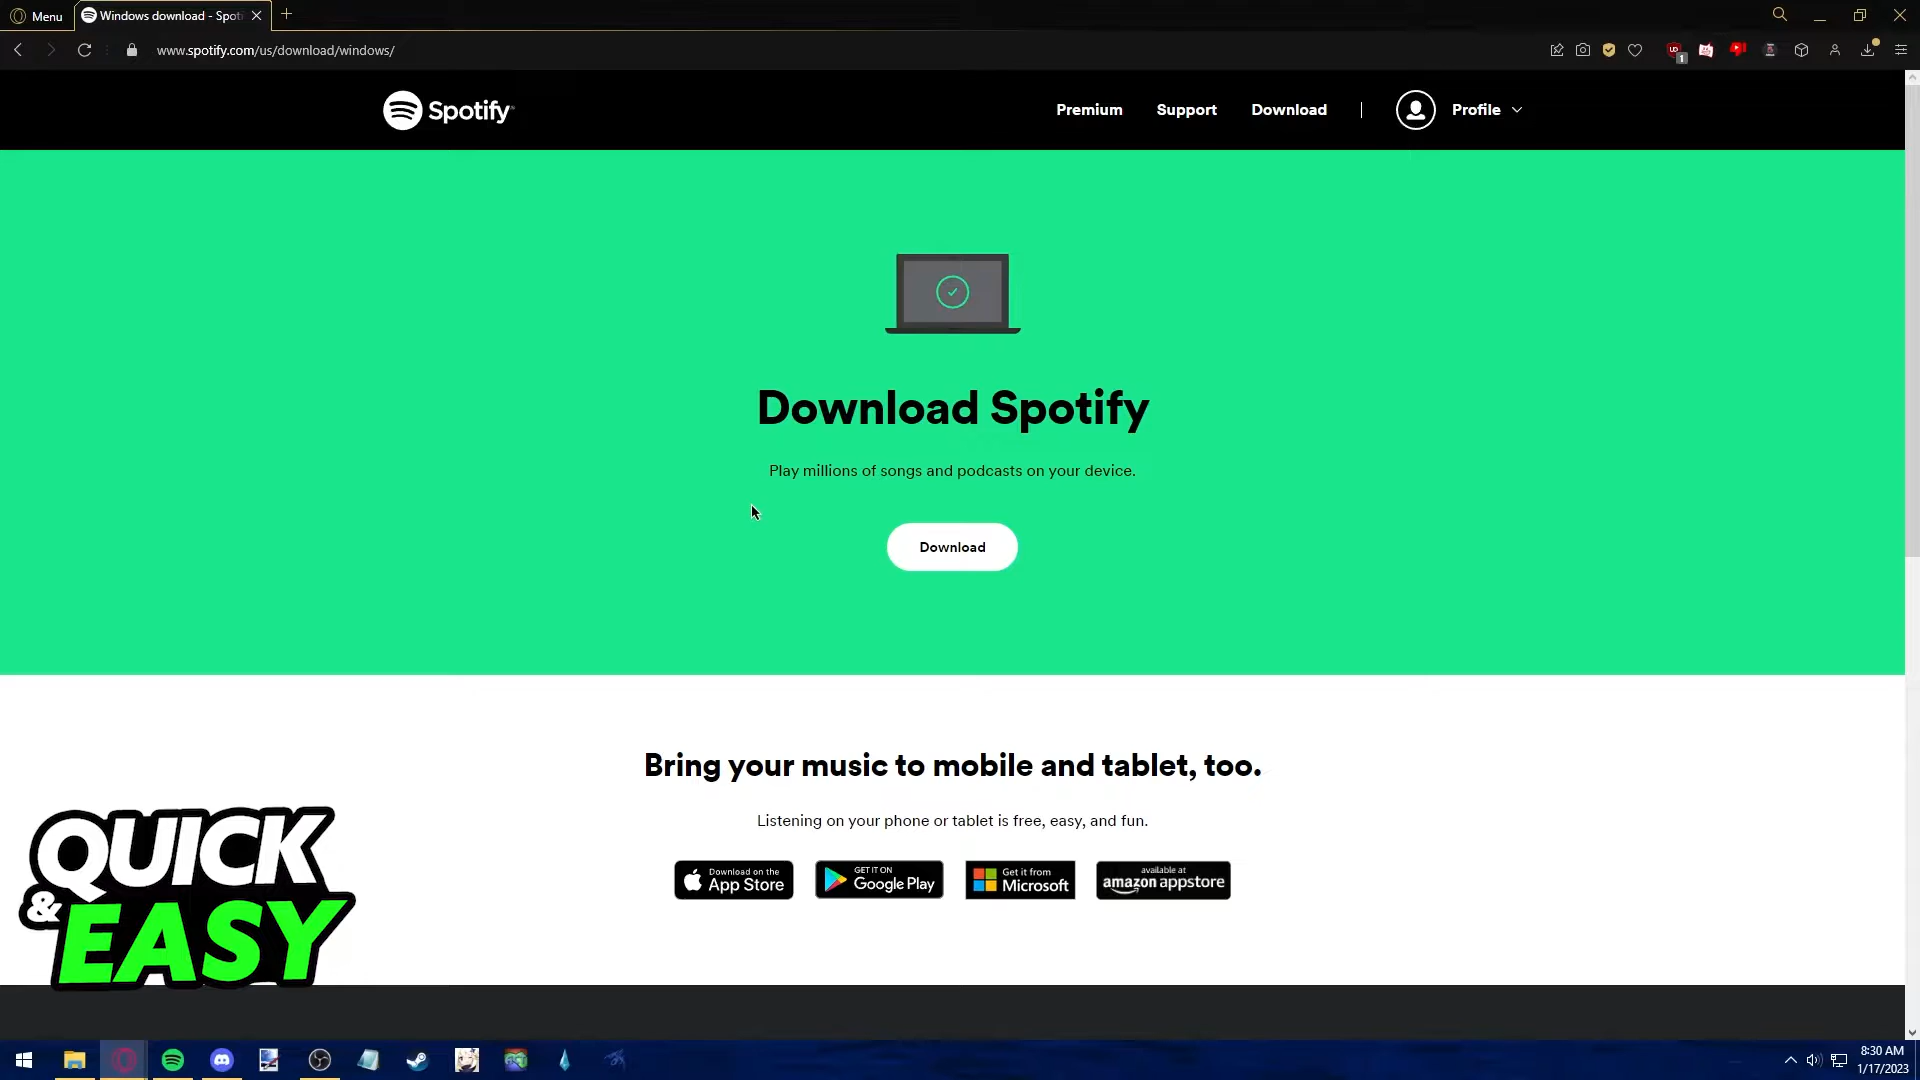 Menu
Windows download - Spoti
www.spotify.com/us/download/windows/
1
Spotify
Premium
Support
Download
Profile
Download Spotify
Play millions of songs and podcasts on your device.
Download
Bring your music to mobile and tablet, too.
Listening on your phone or tablet is free, easy, and fun.
Download on the
App Store
GET IT ON
Google Play
Get it from
Microsoft
available at
amazon appstore
QUICK
&
EASY
8:30 AM
1/17/2023